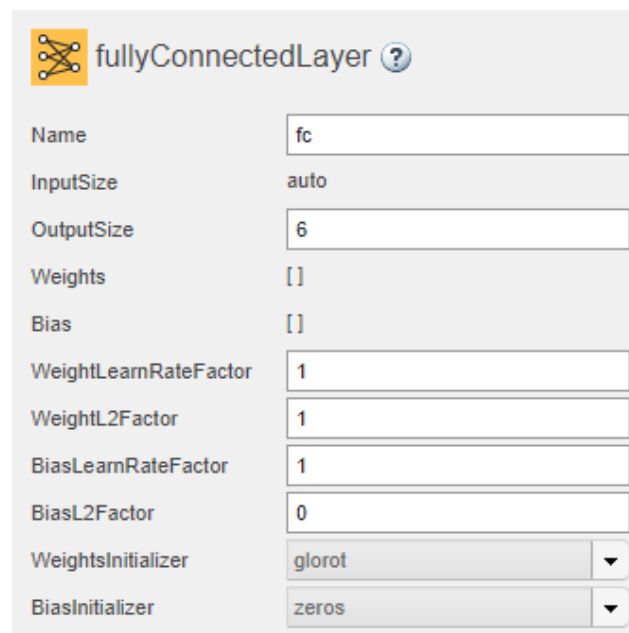 fullyConnectedLayer ?
Name fc
InputSize auto
OutputSize 6
Weights [ ]
Bias [ ]
WeightLearnRateFactor 1
WeightL2Factor 1
BiasLearnRateFactor 1
BiasL2Factor 0
WeightsInitializer glorot
BiasInitializer zeros